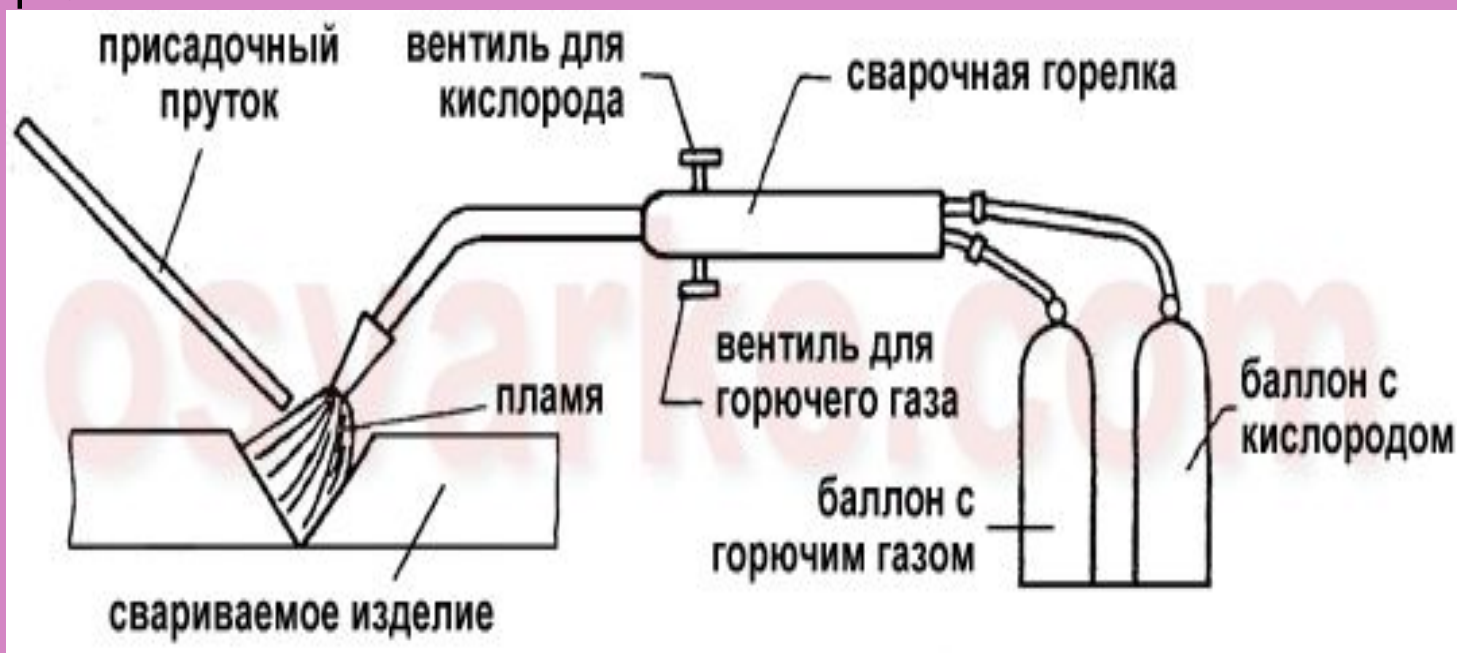 присадочный
пруток
вентиль для
кислорода
сварочная горелка
пламя
вентиль для
горючего газа
баллон с
кислородом
баллон с
горючим газом
свариваемое изделие
osvarke.com